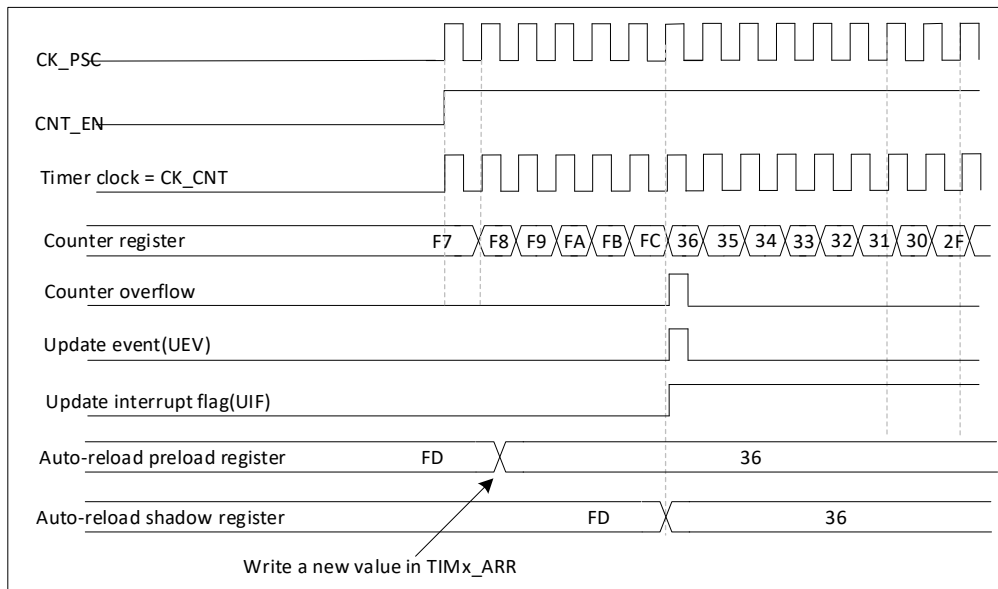 CK_PSC
CNT_EN
Timer clock = CK_CNT
Counter register F7 F8 F9 FA FB FC 36 35 34 33 32 31 30 2F
Counter overflow
Update event(UEV)
Update interrupt flag(UIF)
Auto-reload preload register FD 36
Auto-reload shadow register FD 36
Write a new value in TIMx_ARR